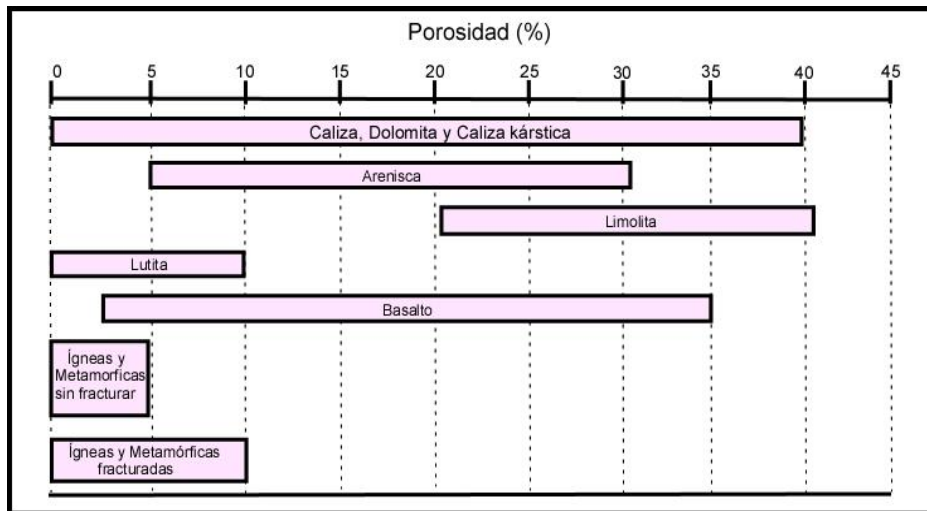 Porosidad (%)
0 5 10 15 20 25 30 35 40 45
Caliza, Dolomita y Caliza kárstica
Arenisca
Limolita
Lutita
Basalto
Ígneas y
Metamorficas
sin fracturar
Ígneas y Metamórficas
fracturadas